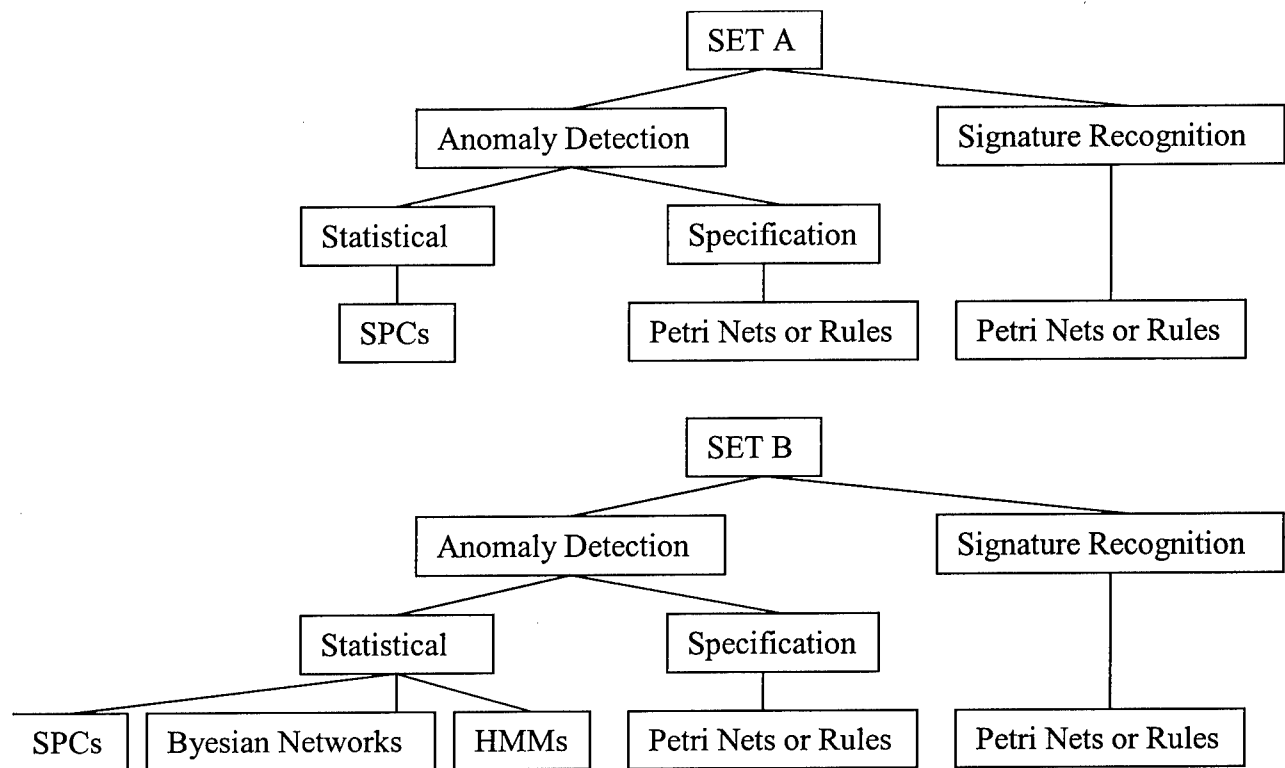 SET A
Anomaly Detection
Signature Recognition
Statistical
Specification
SPCs
Petri Nets or Rules
Petri Nets or Rules
SET B
Anomaly Detection
Signature Recognition
Statistical
Specification
SPCs
Byesian Networks
HMMs
Petri Nets or Rules
Petri Nets or Rules